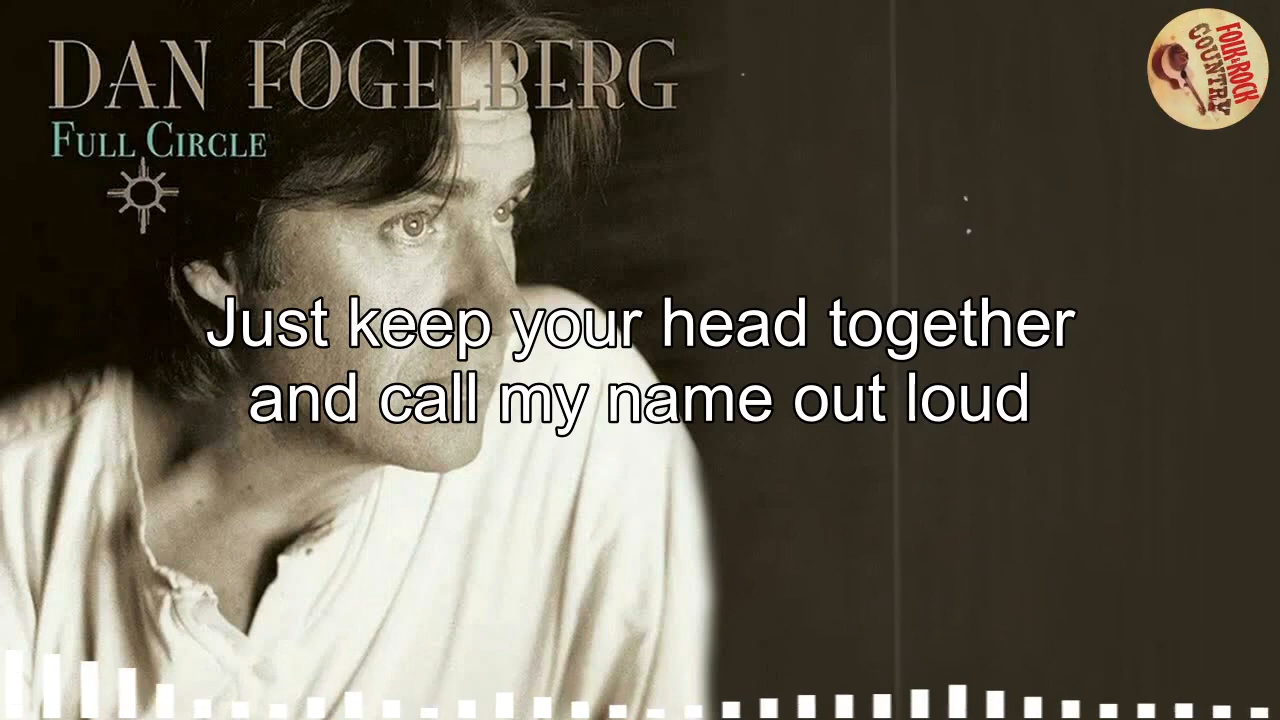 DAN FOGELBERG
FULL CIRCLE
FOLK & ROCK
COUNTRY
Just keep your head together
and call my name out loud